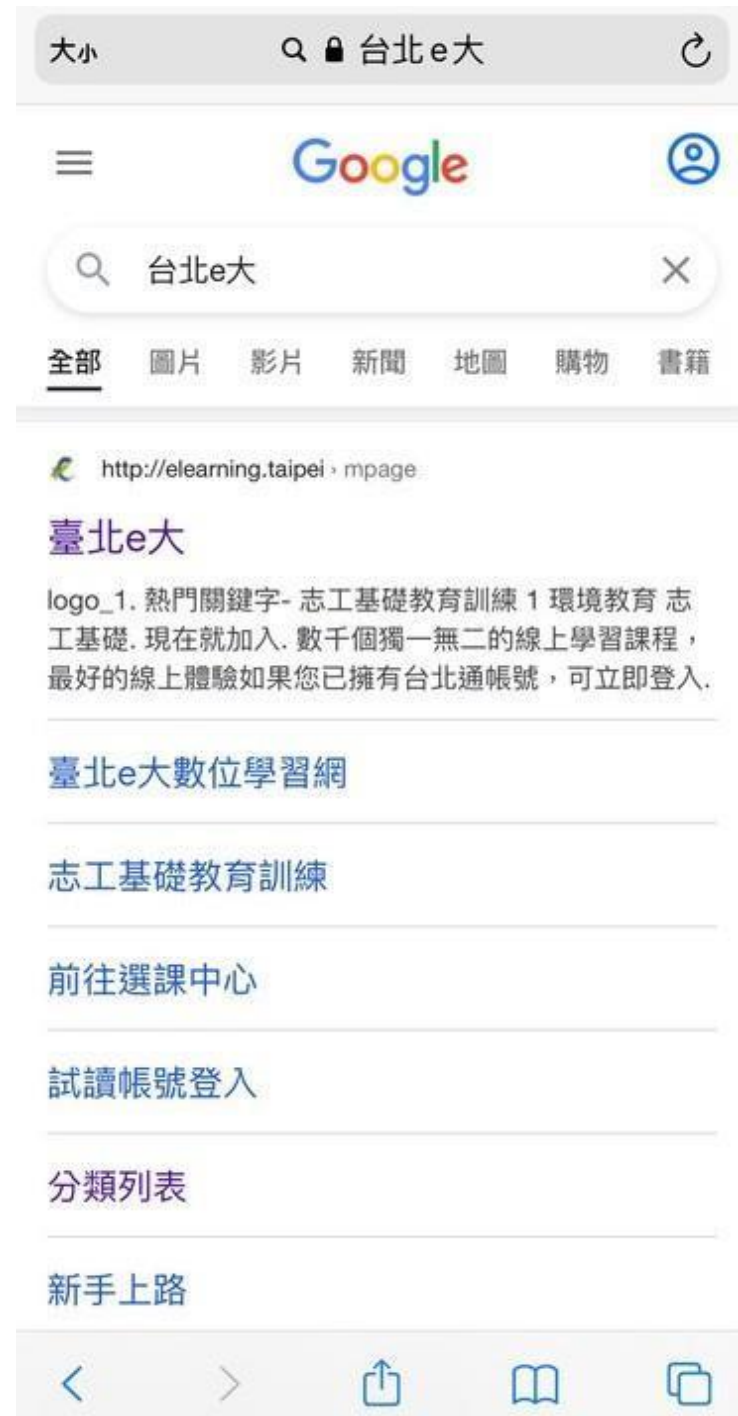 大小 台北e大
Google
台北e大
全部 圖片 影片 新聞 地圖 購物 書籍
http://elearning.taipei › mpage
臺北e大
logo_1. 熱門關鍵字- 志工基礎教育訓練 1 環境教育 志
工基礎. 現在就加入. 數千個獨一無二的線上學習課程，
最好的線上體驗如果您已擁有台北通帳號，可立即登入.
臺北e大數位學習網
志工基礎教育訓練
前往選課中心
試讀帳號登入
分類列表
新手上路